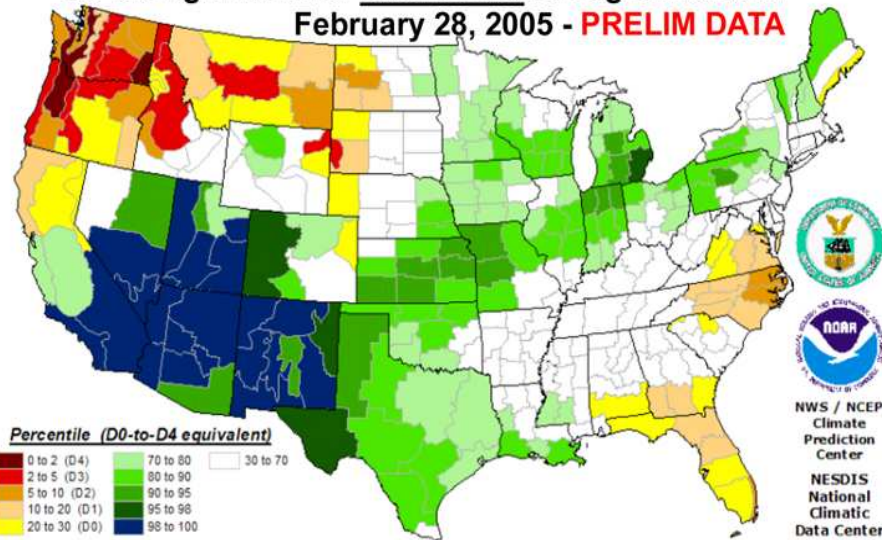 February 28, 2005 - PRELIM DATA
NOAA
NWS / NCEP
Climate
Prediction
Center
NESDIS
National
Climatic
Data Center
Percentile (D0-to-D4 equivalent)
0 to 2 (D4)
2 to 5 (D3)
5 to 10 (D2)
10 to 20 (D1)
20 to 30 (D0)
70 to 80
80 to 90
90 to 95
95 to 98
98 to 100
30 to 70